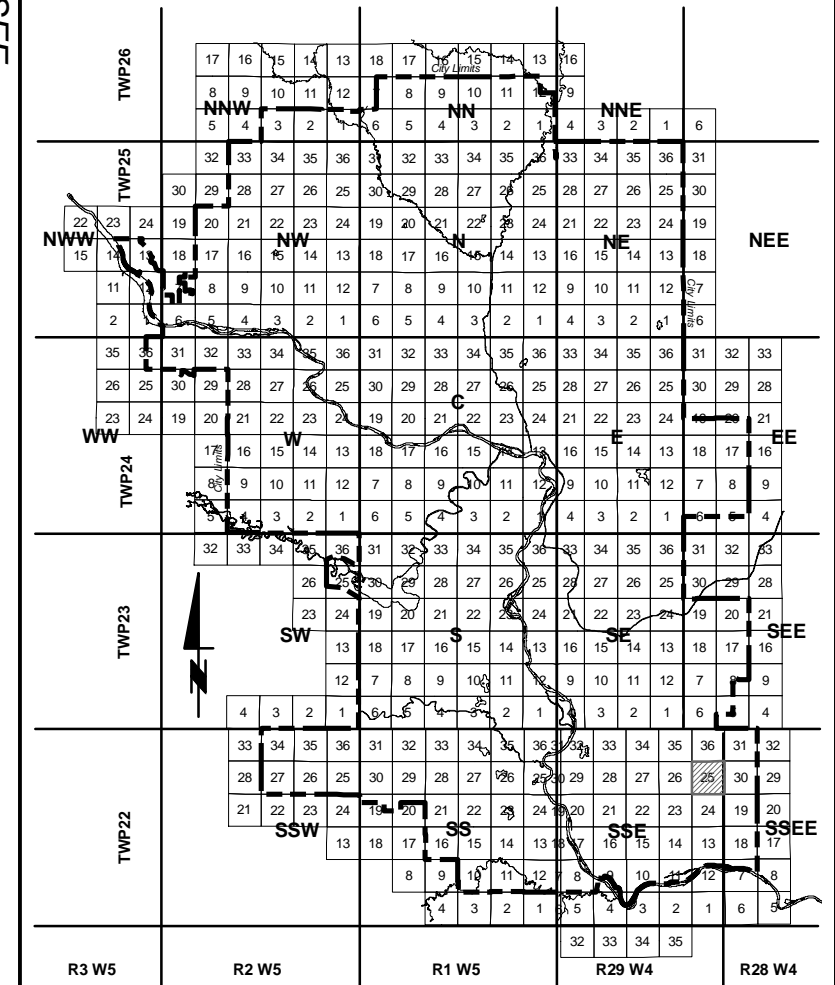 17 16 15 14 13 18 17 16 15 14 13 16
City Limits
TWP26
8 9 10 11 12 8 9 10 11 12 9
NNW NN NNE
5 4 3 2 1 6 5 4 3 2 1 4 3 2 1 6
32 33 34 35 36 31 32 33 34 35 36 33 34 35 36 31
TWP25
30 29 28 27 26 25 30 29 28 27 26 25 28 27 26 25 30
22 23 24 19 20 21 22 23 24 19 20 21 22 23 24 21 22 23 24 19
NWW NW N NE NEE
15 14 13 18 17 16 15 14 13 18 17 16 15 14 13 16 15 14 13 18
11 8 9 10 11 12 7 8 9 10 11 12 9 10 11 12 7
City Limits
2 6 5 4 3 2 1 6 5 4 3 2 1 4 3 2 1 6
35 36 31 32 33 34 35 36 31 32 33 34 35 36 33 34 35 36 31 32 33
26 25 30 29 28 27 26 25 30 29 28 27 26 25 28 27 26 25 30 29 28
C
23 24 19 20 21 22 23 24 19 20 21 22 23 24 21 22 23 24 19 20 21
WW W E EE
17 16 15 14 13 18 17 16 15 14 13 16 15 14 13 18 17 16
City Limits
TWP24
8 9 10 11 12 7 8 9 10 11 12 9 10 11 12 7 8 9
5 4 3 2 1 6 5 4 3 2 1 4 3 2 1 6 5 4
32 33 34 35 36 31 32 33 34 35 36 33 34 35 36 31 32 33
26 25 30 29 28 27 26 25 28 27 26 25 30 29 28
TWP23
23 24 19 20 21 22 23 24 21 22 23 24 19 20 21
SW S SE SEE
13 18 17 16 15 14 13 16 15 14 13 18 17 16
N
12 7 8 9 10 11 12 9 10 11 12 7 8 9
4 3 2 1 6 5 4 3 2 1 4 3 2 1 6 4
33 34 35 36 31 32 33 34 35 36 31 32 33 34 35 36 31 32
28 27 26 25 30 29 28 27 26 25 30 29 28 27 26 25 30 29
21 22 23 24 19 20 21 22 23 24 19 20 21 22 23 24 19 20
SSW SS SSE SSEE
TWP22
13 18 17 16 15 14 13 18 17 16 15 14 13 18 17
8 9 10 11 12 7 8 9 10 11 12 7 8
4 3 2 1 5 4 3 2 1 6 5
32 33 34 35
R3 W5 R2 W5 R1 W5 R29 W4 R28 W4